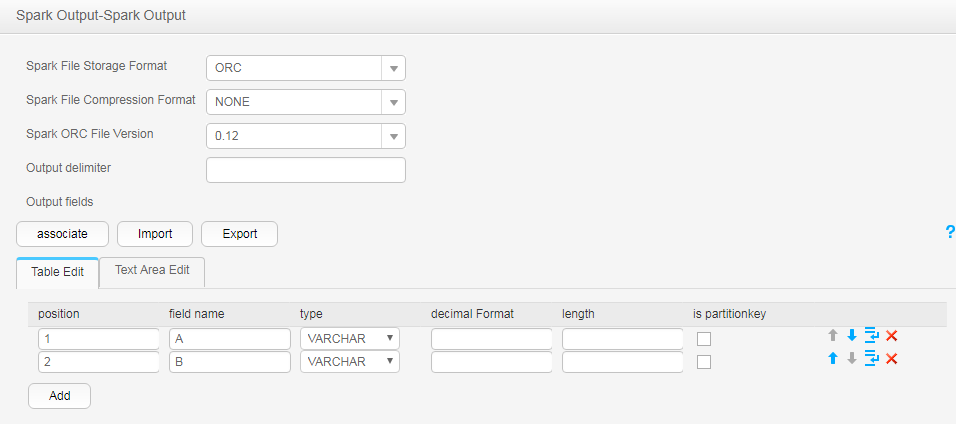 Spark Output-Spark Output
Spark File Storage Format ORC
Spark File Compression Format NONE
Spark ORC File Version 0.12
Output delimiter
Output fields
associate Import Export ?
Table Edit Text Area Edit
position field name type decimal Format length is partitionkey
1 A VARCHAR
2 B VARCHAR
Add